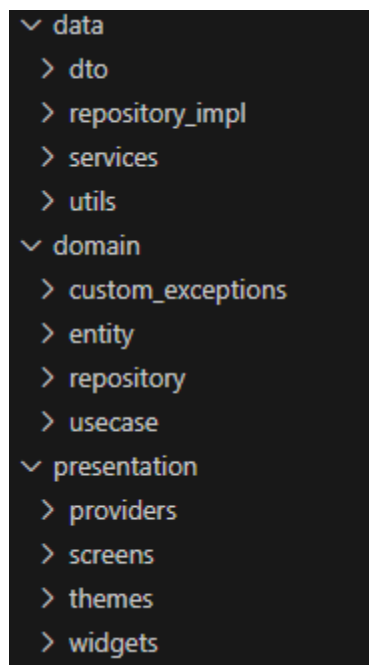 data
dto
repository_impl
services
utils
domain
custom_exceptions
entity
repository
usecase
presentation
providers
screens
themes
widgets